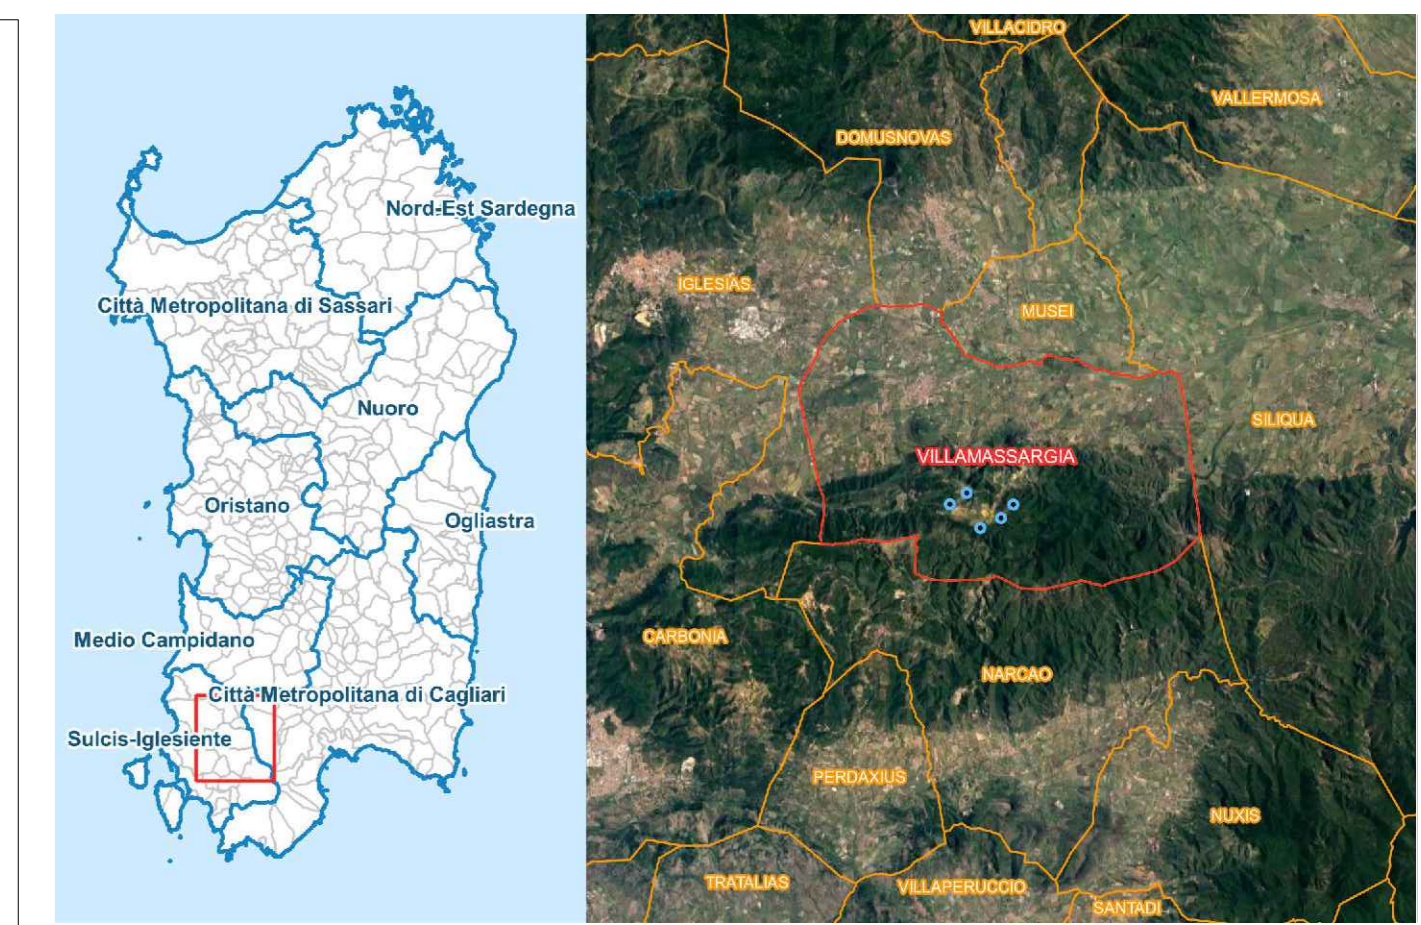 Nord-Est Sardegna
Città Metropolitana di Sassari
Nuoro
Oristano
Ogliastra
Medio Campidano
Città Metropolitana di Cagliari
Sulcis-Iglesiente
VILLACIDRO
VALLERMOSA
DOMUSNOVAS
IGLESIAS
MUSEI
SILIQUA
VILLAMASSARGIA
CARBONIA
NARCAO
PERDAXIUS
NUXIS
TRATALIAS
VILLAPERUCCIO
SANTADI